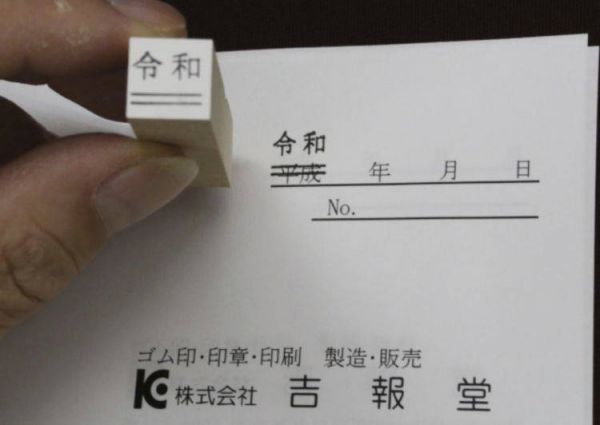 令和
令和
平成 年 月 日
No.
ゴム印・印章・印刷 製造・販売
株式会社 吉報堂